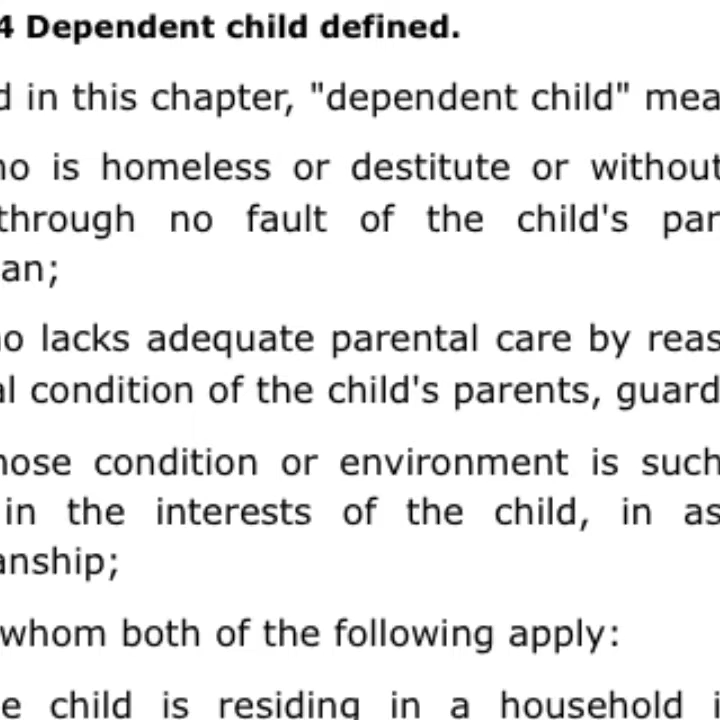 4 Dependent child defined.
d in this chapter, "dependent child" mea
no is homeless or destitute or without
through no fault of the child's par
an;
no lacks adequate parental care by reas
al condition of the child's parents, guard
nose condition or environment is such
in the interests of the child, in as
anship;
whom both of the following apply:
e child is residing in a household i